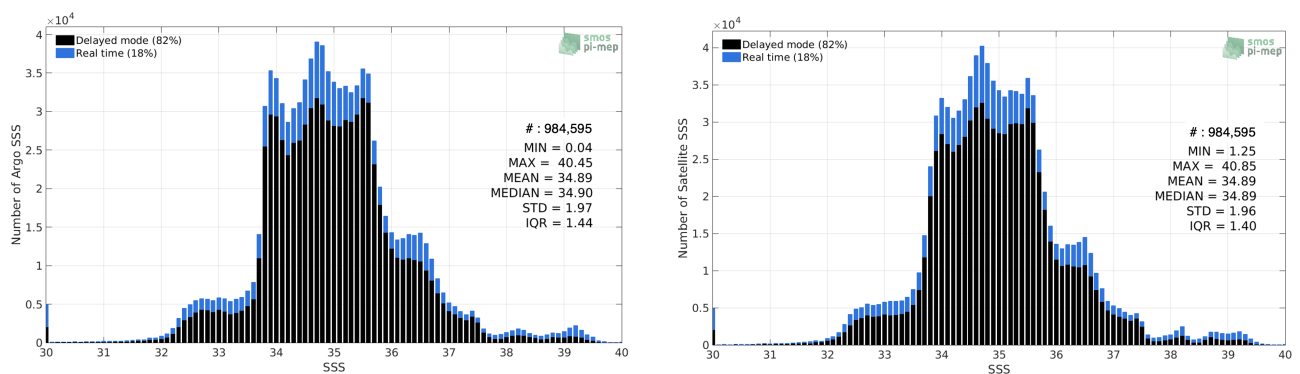 ×10⁴
Delayed mode (82%)
Real time (18%)
smos
pi-mep
Number of Argo SSS
4
3.5
3
2.5
2
1.5
1
0.5
0
# : 984,595
MIN = 0.04
MAX = 40.45
MEAN = 34.89
MEDIAN = 34.90
STD = 1.97
IQR = 1.44
30 31 32 33 34 35 36 37 38 39 40
SSS
×10⁴
Delayed mode (82%)
Real time (18%)
smos
pi-mep
Number of Satellite SSS
4
3.5
3
2.5
2
1.5
1
0.5
0
# : 984,595
MIN = 1.25
MAX = 40.85
MEAN = 34.89
MEDIAN = 34.89
STD = 1.96
IQR = 1.40
30 31 32 33 34 35 36 37 38 39 40
SSS